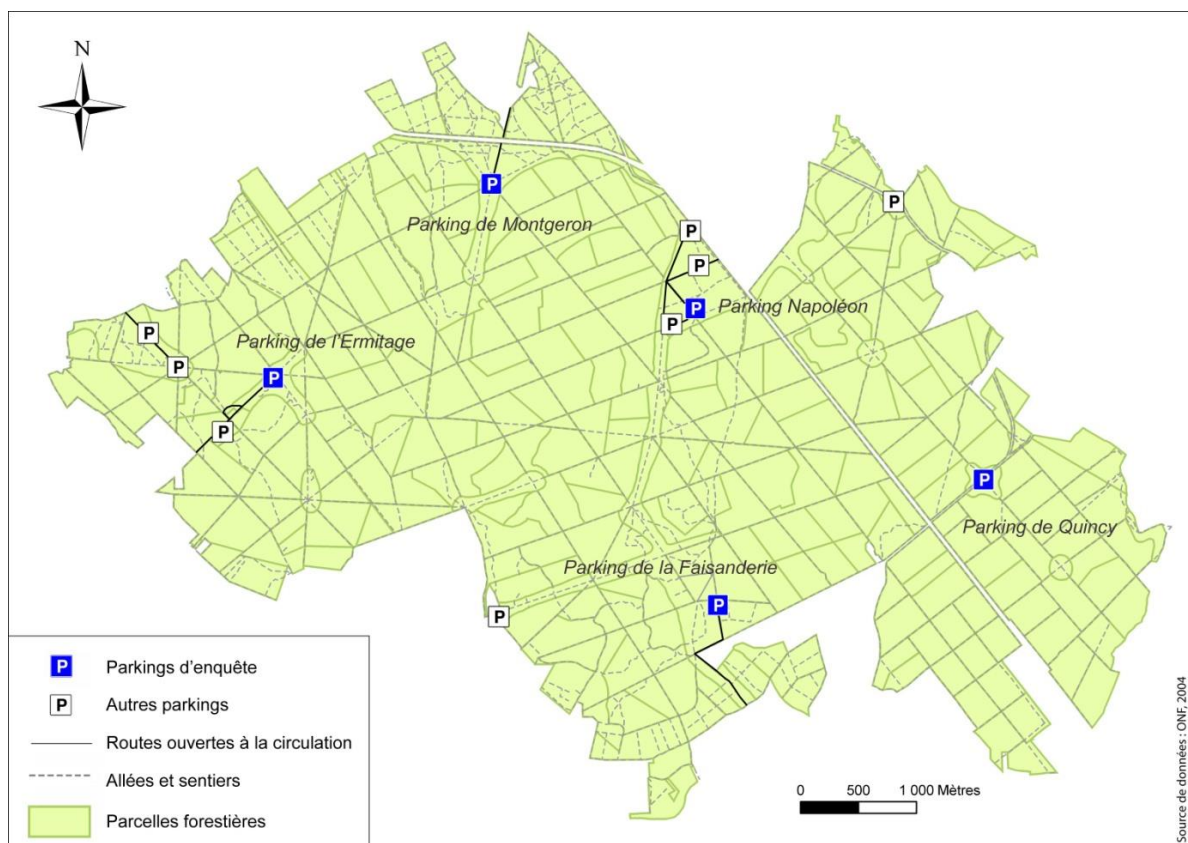 N
P
Parking de Montgeron
P
P
P
P
Parking Napoléon
P
P
Parking de l'Ermitage
P
P
P
P
P
Parking de Quincy
Parking de la Faisanderie
P
P
P Parkings d'enquête
P Autres parkings
Routes ouvertes à la circulation
Allées et sentiers
Parcelles forestières
0 500 1 000 Mètres
Source de données : ONF, 2004